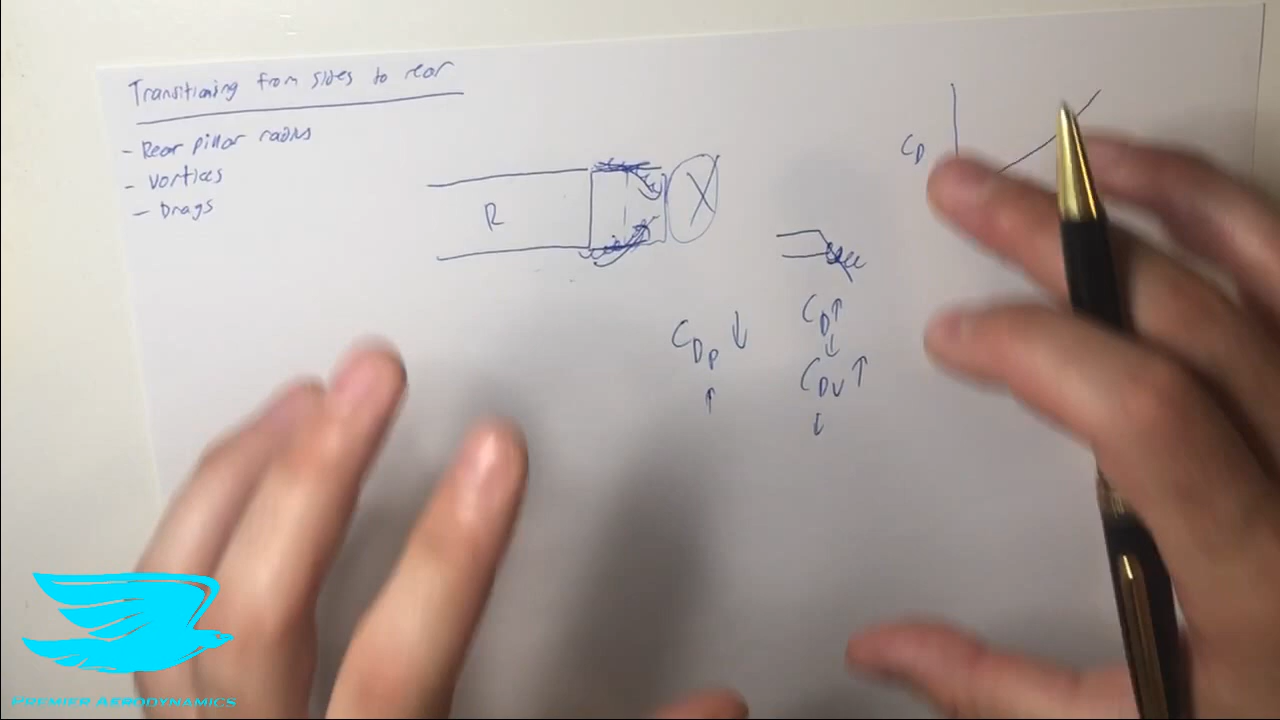 Transitioning from sides to rear
- Rear pillar radius
- Vortices
- Drags
R
X
CD
CDP ↓
↑
CD↑
↓
CDV ↑
↓
PREMIER AERODYNAMICS